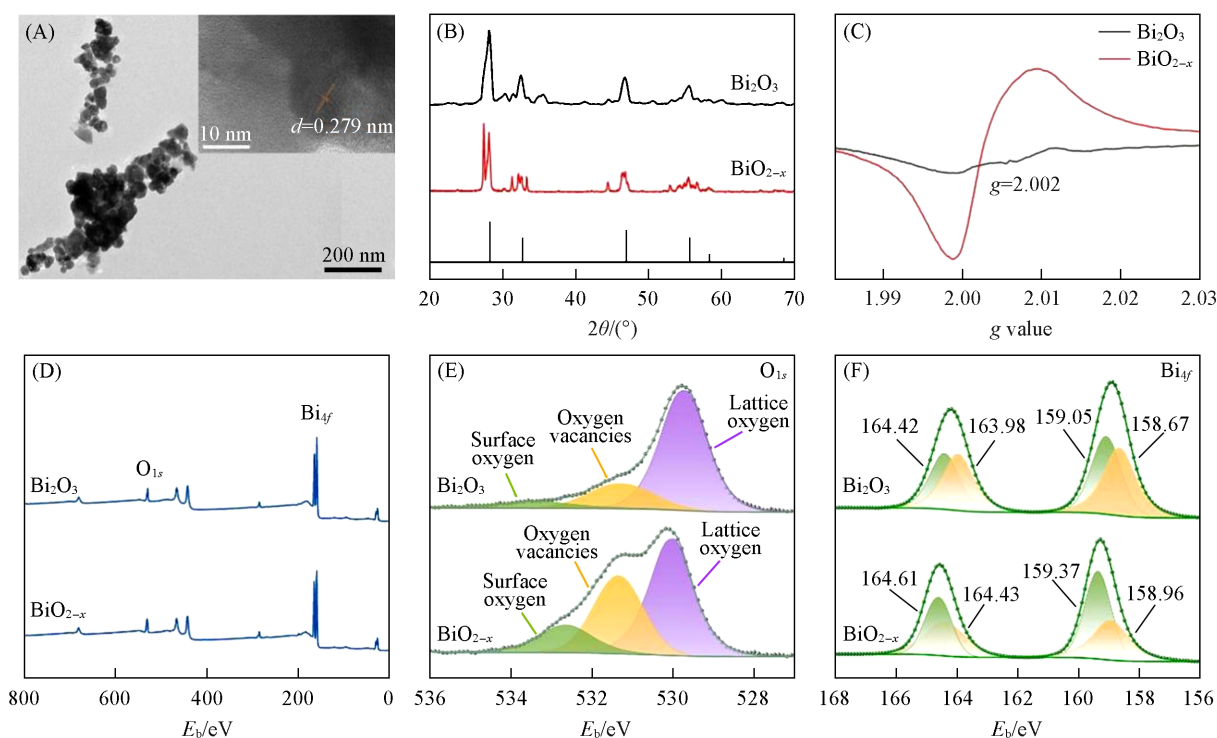 (A)
10 nm
d=0.279 nm
200 nm
(B)
Bi₂O₃
BiO₂₋ₓ
20 30 40 50 60 70
2θ/(°)
(C)
Bi₂O₃
BiO₂₋ₓ
g=2.002
1.99 2.00 2.01 2.02 2.03
g value
(D)
Bi₄f
O₁s
Bi₂O₃
BiO₂₋ₓ
800 600 400 200 0
E_b/eV
(E)
O₁s
Lattice
oxygen
Oxygen
vacancies
Surface
oxygen
Bi₂O₃
Oxygen
vacancies
Lattice
oxygen
Surface
oxygen
BiO₂₋ₓ
536 534 532 530 528
E_b/eV
(F)
Bi₄f
164.42 163.98 159.05 158.67
Bi₂O₃
164.61 164.43 159.37 158.96
BiO₂₋ₓ
168 166 164 162 160 158 156
E_b/eV